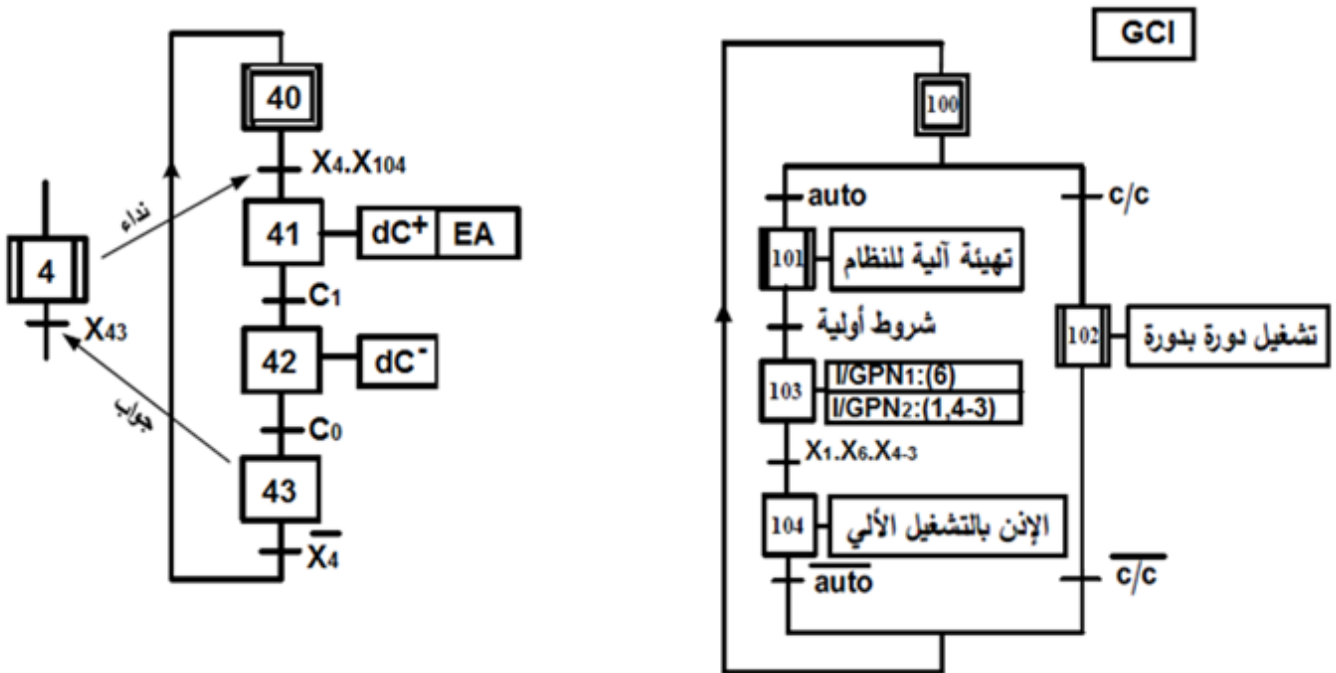 GCI
40
X4.X104
نداء
41
dC+ EA
4
C1
X43
42
dC-
جواب
C0
43
X̅4̅
100
auto
c/c
101
تهيئة آلية للنظام
شروط أولية
102
تشغيل دورة بدورة
103
I/GPN1:(6)
I/GPN2:(1,4-3)
X1.X6.X4-3
104
الإذن بالتشغيل الألي
a̅u̅t̅o̅
c̅/̅c̅